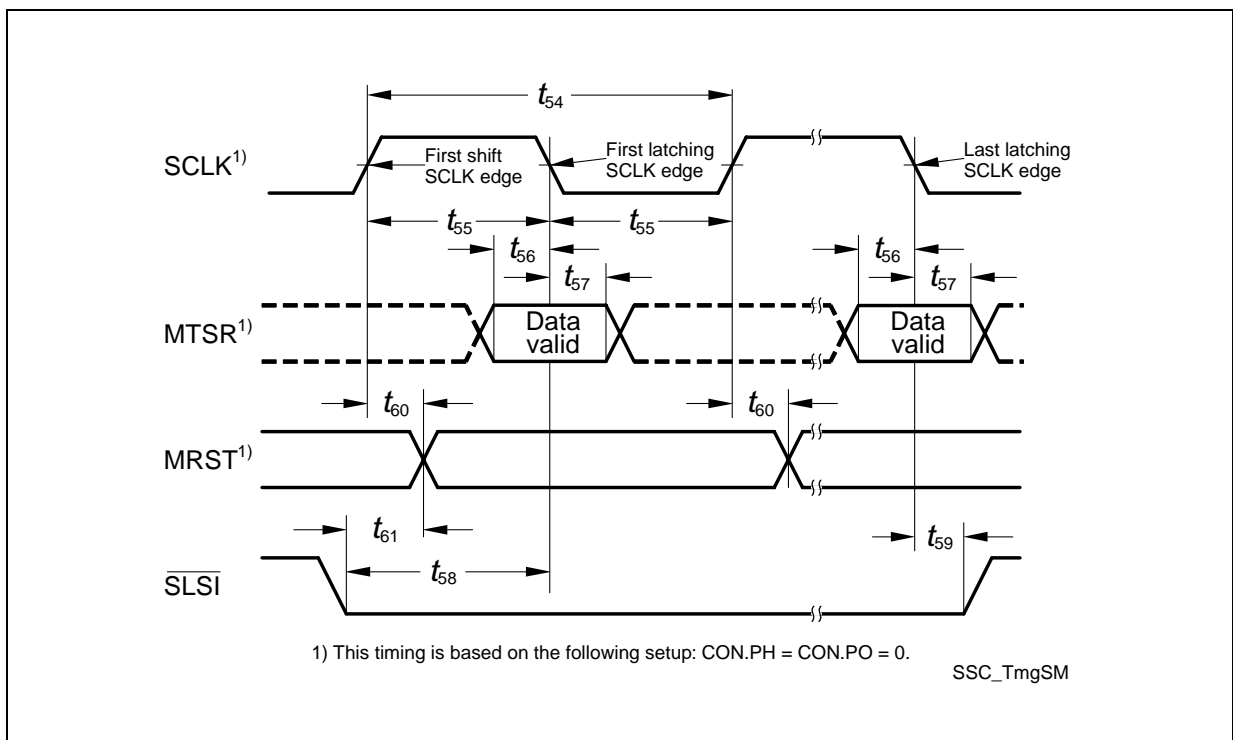 t54
SCLK1)
First shift
SCLK edge
First latching
SCLK edge
Last latching
SCLK edge
t55
t55
t56
t56
t57
t57
MTSR1)
Data
valid
Data
valid
t60
t60
MRST1)
t61
t59
t58
SLSI
1) This timing is based on the following setup: CON.PH = CON.PO = 0.
SSC_TmgSM